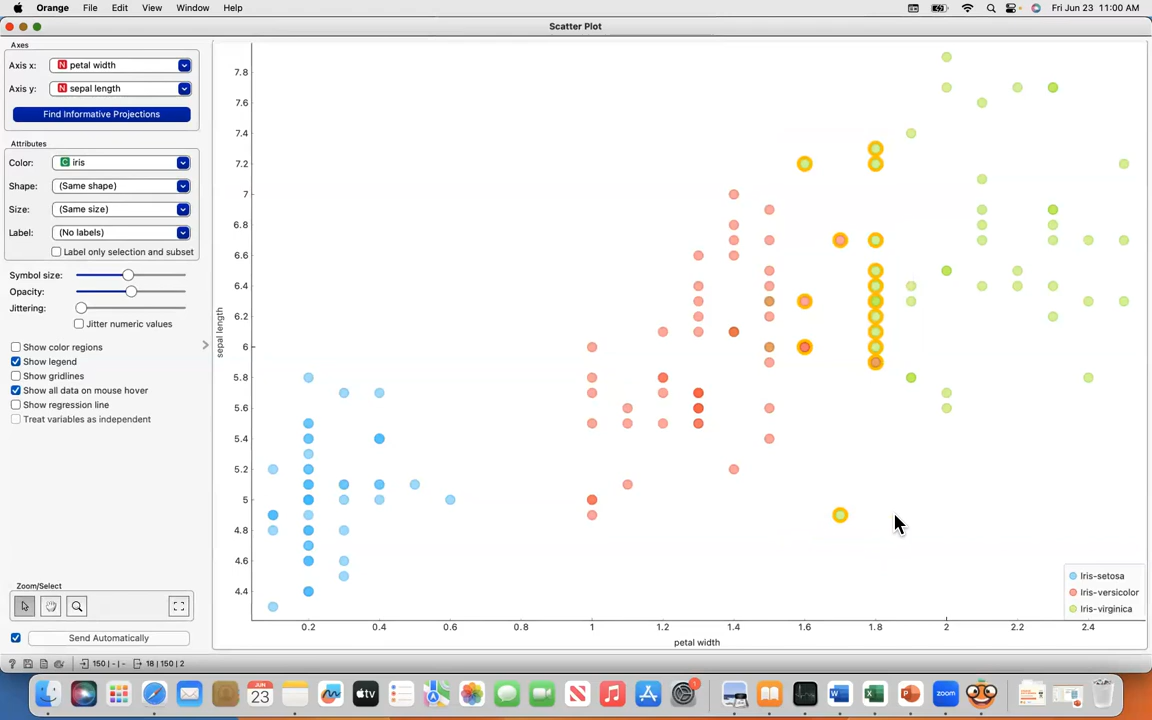 Orange File Edit View Window Help Fri Jun 23 11:00 AM
Scatter Plot
Axes
Axis x: N petal width
Axis y: N sepal length
Find Informative Projections
Attributes
Color: C iris
Shape: (Same shape)
Size: (Same size)
Label: (No labels)
Label only selection and subset
Symbol size:
Opacity:
Jittering:
Jitter numeric values
Show color regions
Show legend
Show gridlines
Show all data on mouse hover
Show regression line
Treat variables as independent
Zoom/Select
Send Automatically
? 150 | - | - 18 | 150 | 2
sepal length
7.8
7.6
7.4
7.2
7
6.8
6.6
6.4
6.2
6
5.8
5.6
5.4
5.2
5
4.8
4.6
4.4
0.2 0.4 0.6 0.8 1 1.2 1.4 1.6 1.8 2 2.2 2.4
petal width
Iris-setosa
Iris-versicolor
Iris-virginica
JUN
23
tv
N
1
W
X
P
zoom